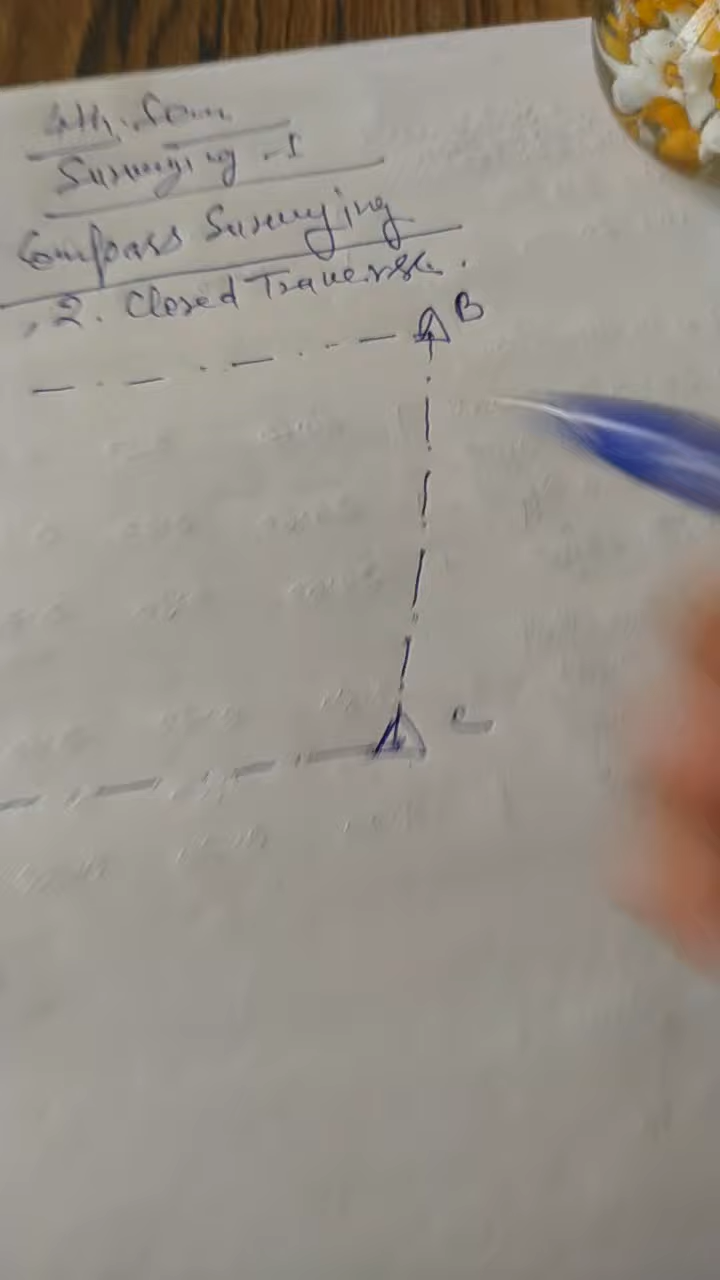 4th. Sem
Surveying - I
Compass Surveying
2. Closed Traverse.
B
C